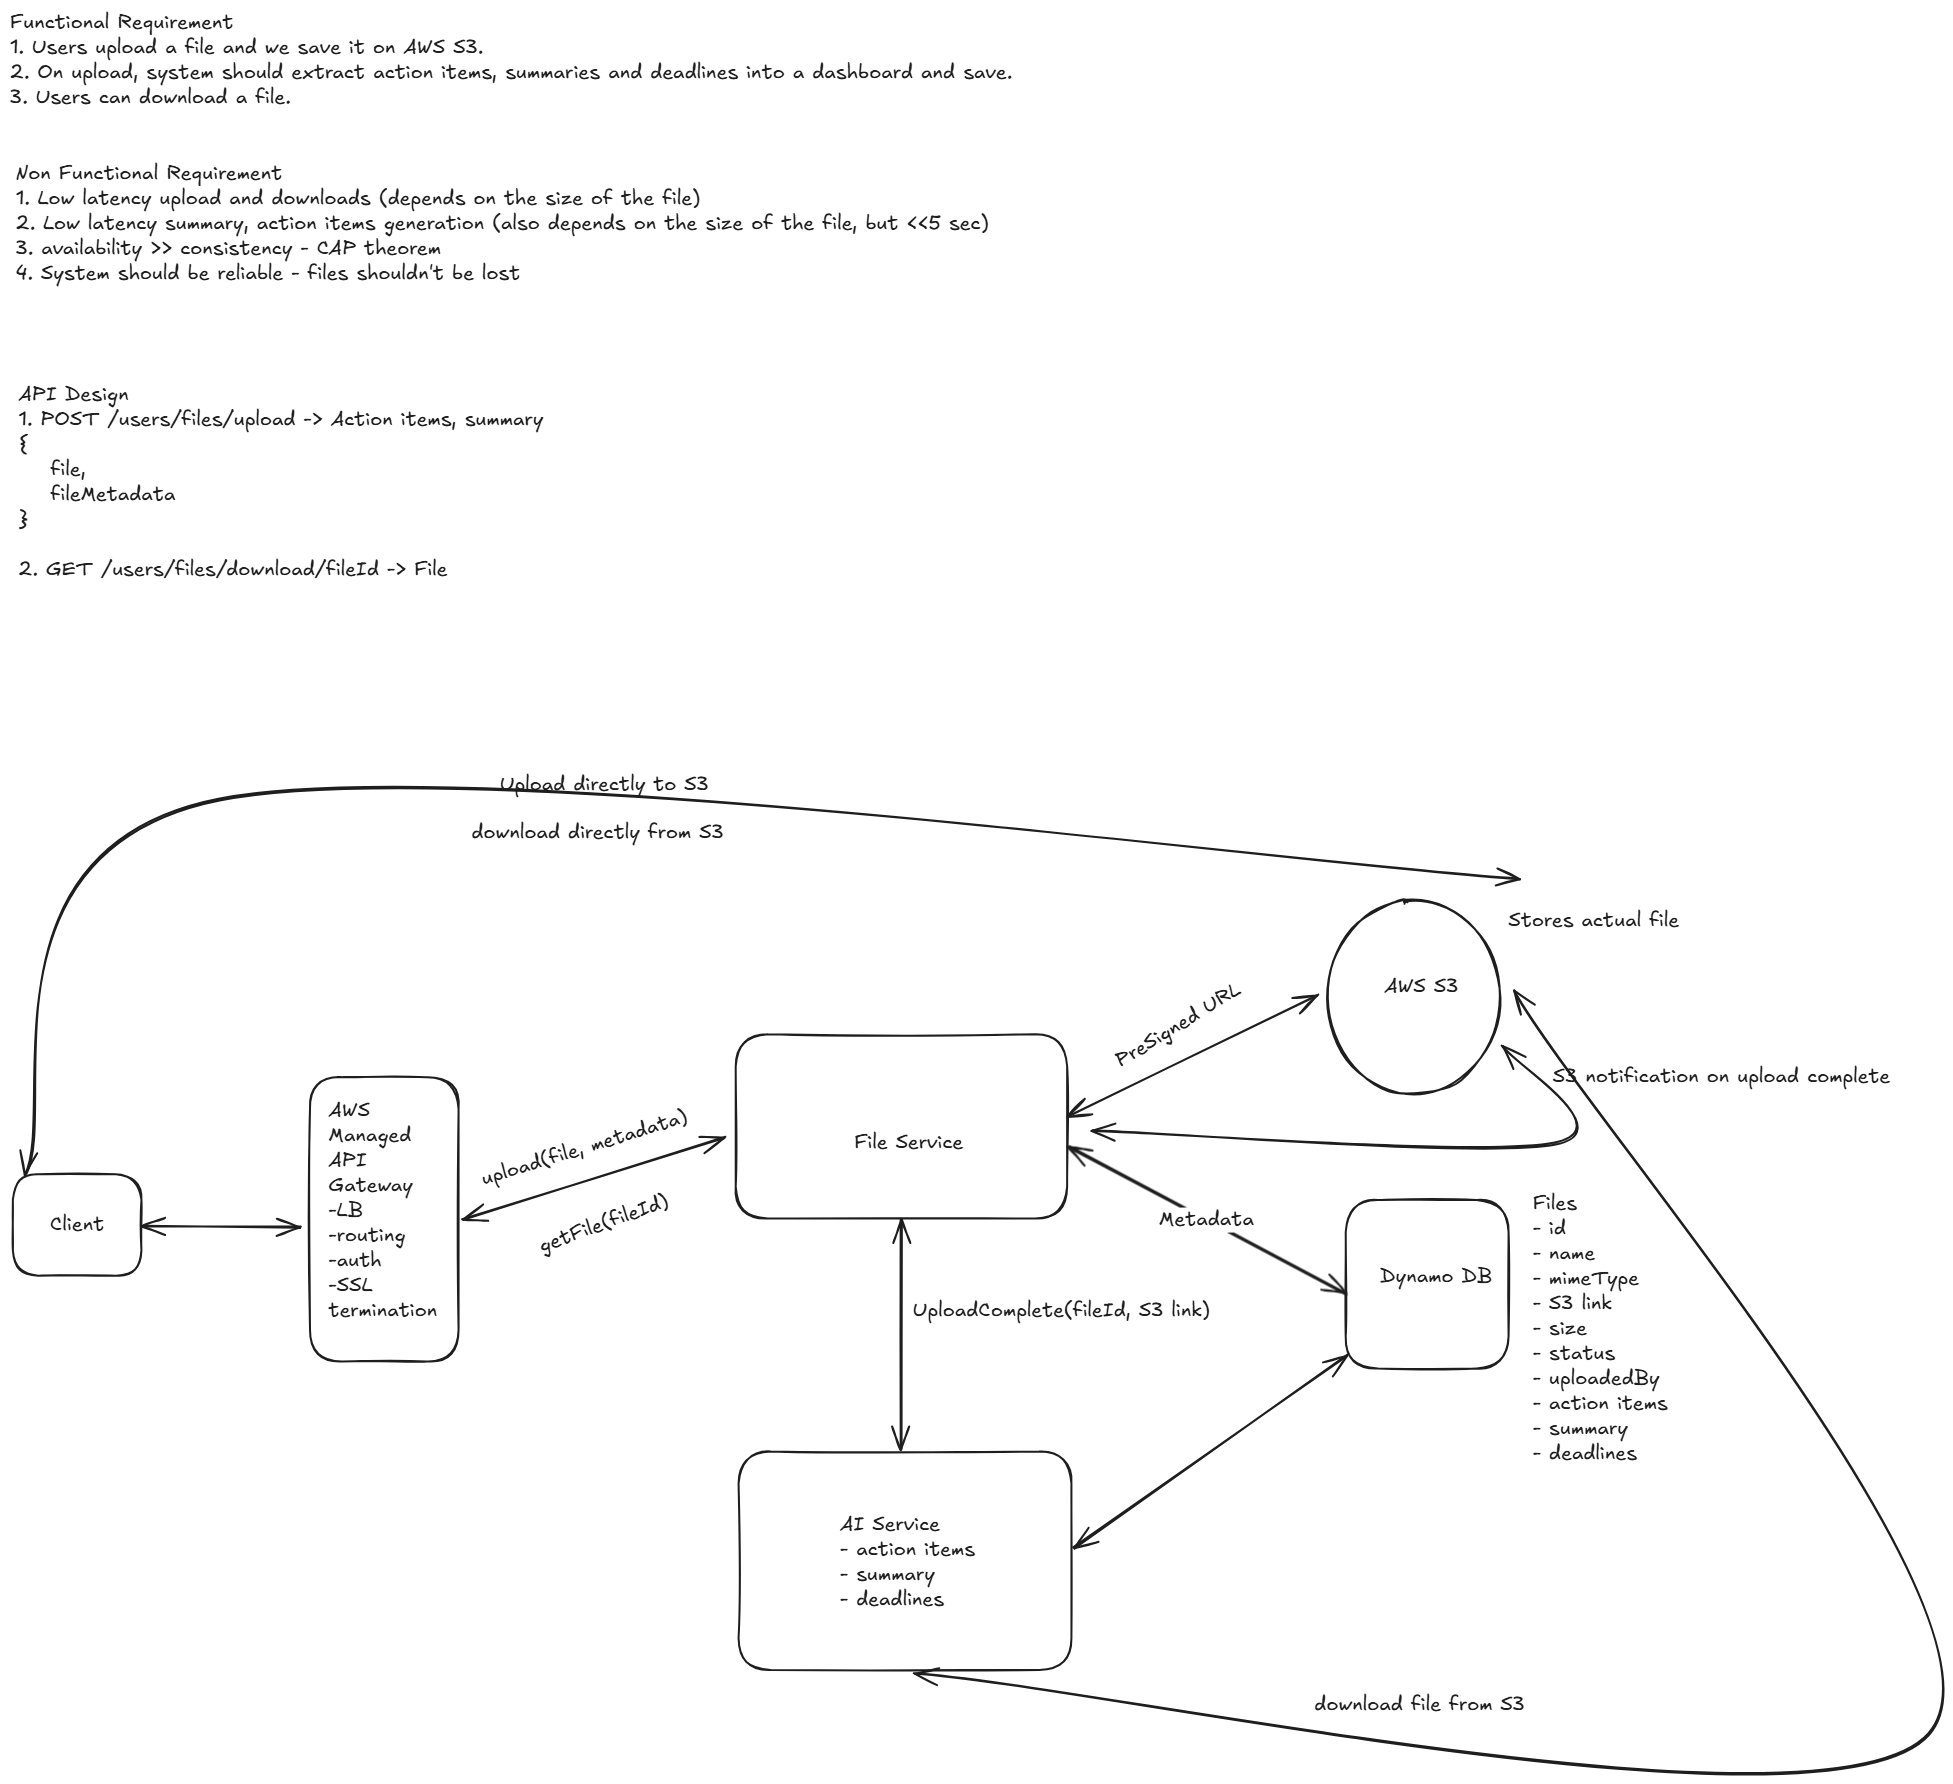 Functional Requirement
1. Users upload a file and we save it on AWS S3.
2. On upload, system should extract action items, summaries and deadlines into a dashboard and save.
3. Users can download a file.
Non Functional Requirement
1. Low latency upload and downloads (depends on the size of the file)
2. Low latency summary, action items generation (also depends on the size of the file, but <<5 sec)
3. availability >> consistency - CAP theorem
4. System should be reliable - files shouldn't be lost
API Design
1. POST /users/files/upload -> Action items, summary
{
file,
fileMetadata
}
2. GET /users/files/download/fileId -> File
Upload directly to S3
download directly from S3
Stores actual file
AWS S3
PreSigned URL
S3 notification on upload complete
File Service
upload(file, metadata)
getFile(fileId)
AWS
Managed
API
Gateway
-LB
-routing
-auth
-SSL
termination
Client
Metadata
Dynamo DB
Files
- id
- name
- mimeType
- S3 link
- size
- status
- uploadedBy
- action items
- summary
- deadlines
UploadComplete(fileId, S3 link)
AI Service
- action items
- summary
- deadlines
download file from S3